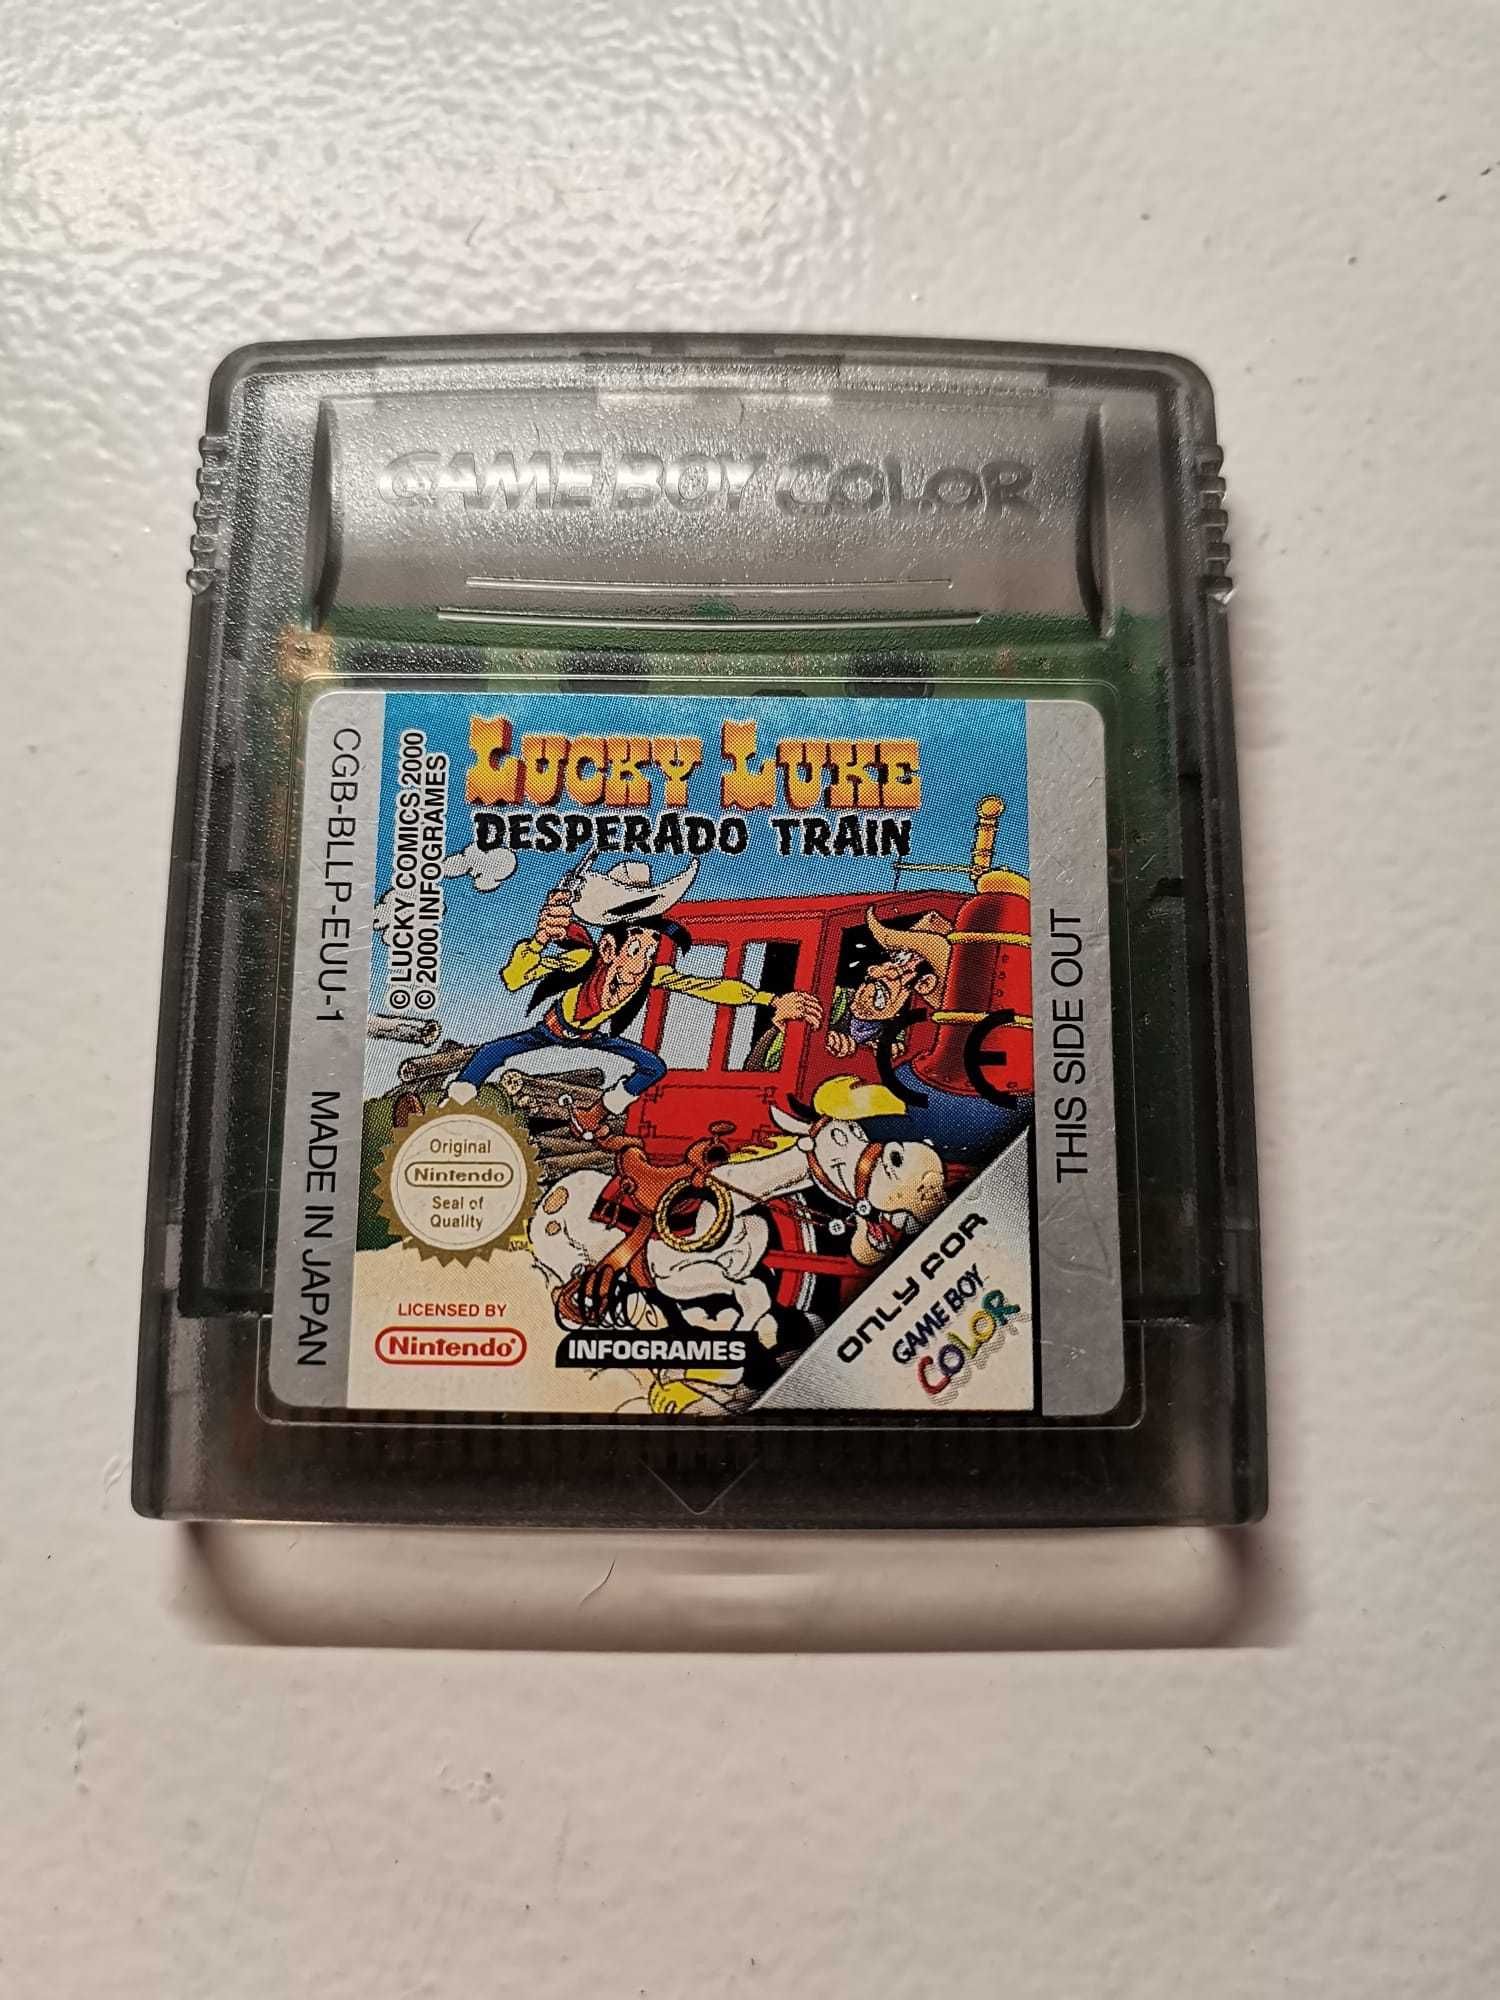 GAME BOY COLOR
LUCKY LUKE
DESPERADO TRAIN
© LUCKY COMICS 2000
© 2000 INFOGRAMES
CGB-BLLP-EUU-1 MADE IN JAPAN
THIS SIDE OUT
CE
Original
Nintendo
Seal of
Quality
TM
LICENSED BY
Nintendo®
INFOGRAMES
ONLY FOR
GAME BOY
COLOR